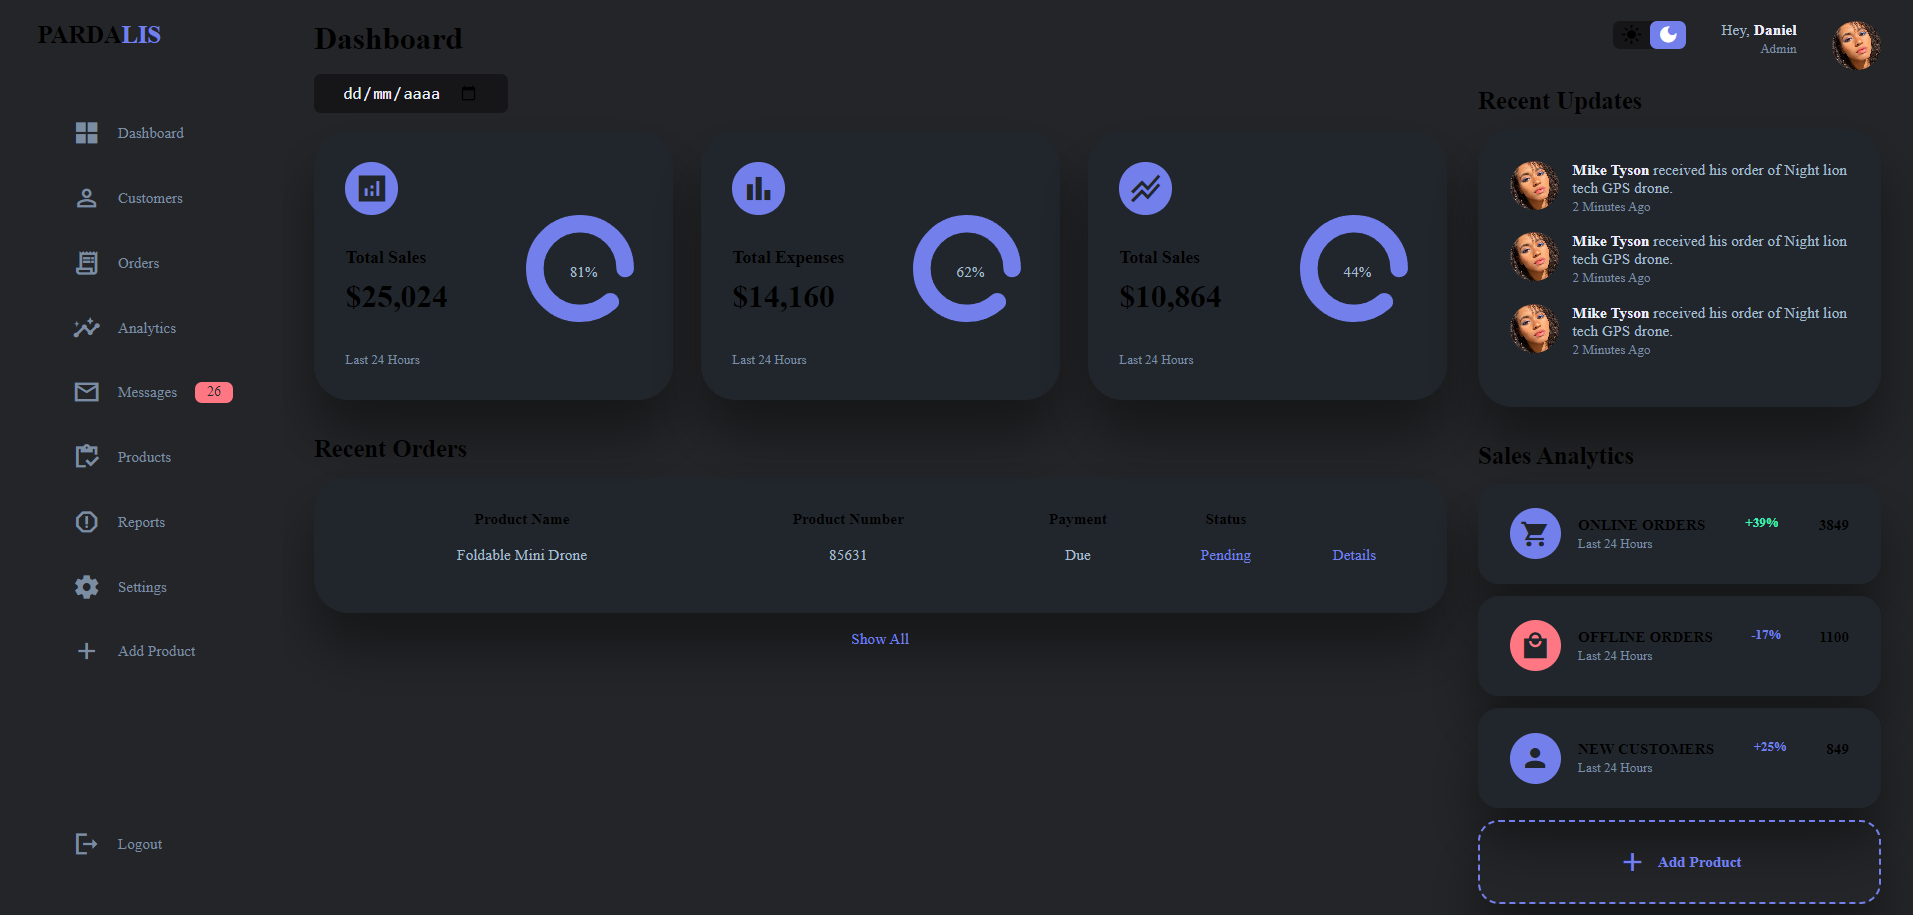 PARDALIS
Dashboard
Customers
Orders
Analytics
Messages 26
Products
Reports
Settings
Add Product
Logout
Dashboard
dd/mm/aaaa
Total Sales
$25,024
81%
Last 24 Hours
Total Expenses
$14,160
62%
Last 24 Hours
Total Sales
$10,864
44%
Last 24 Hours
Recent Orders
Product Name Product Number Payment Status
Foldable Mini Drone 85631 Due Pending Details
Show All
Hey, Daniel
Admin
Recent Updates
Mike Tyson received his order of Night lion
tech GPS drone.
2 Minutes Ago
Mike Tyson received his order of Night lion
tech GPS drone.
2 Minutes Ago
Mike Tyson received his order of Night lion
tech GPS drone.
2 Minutes Ago
Sales Analytics
ONLINE ORDERS +39% 3849
Last 24 Hours
OFFLINE ORDERS -17% 1100
Last 24 Hours
NEW CUSTOMERS +25% 849
Last 24 Hours
Add Product